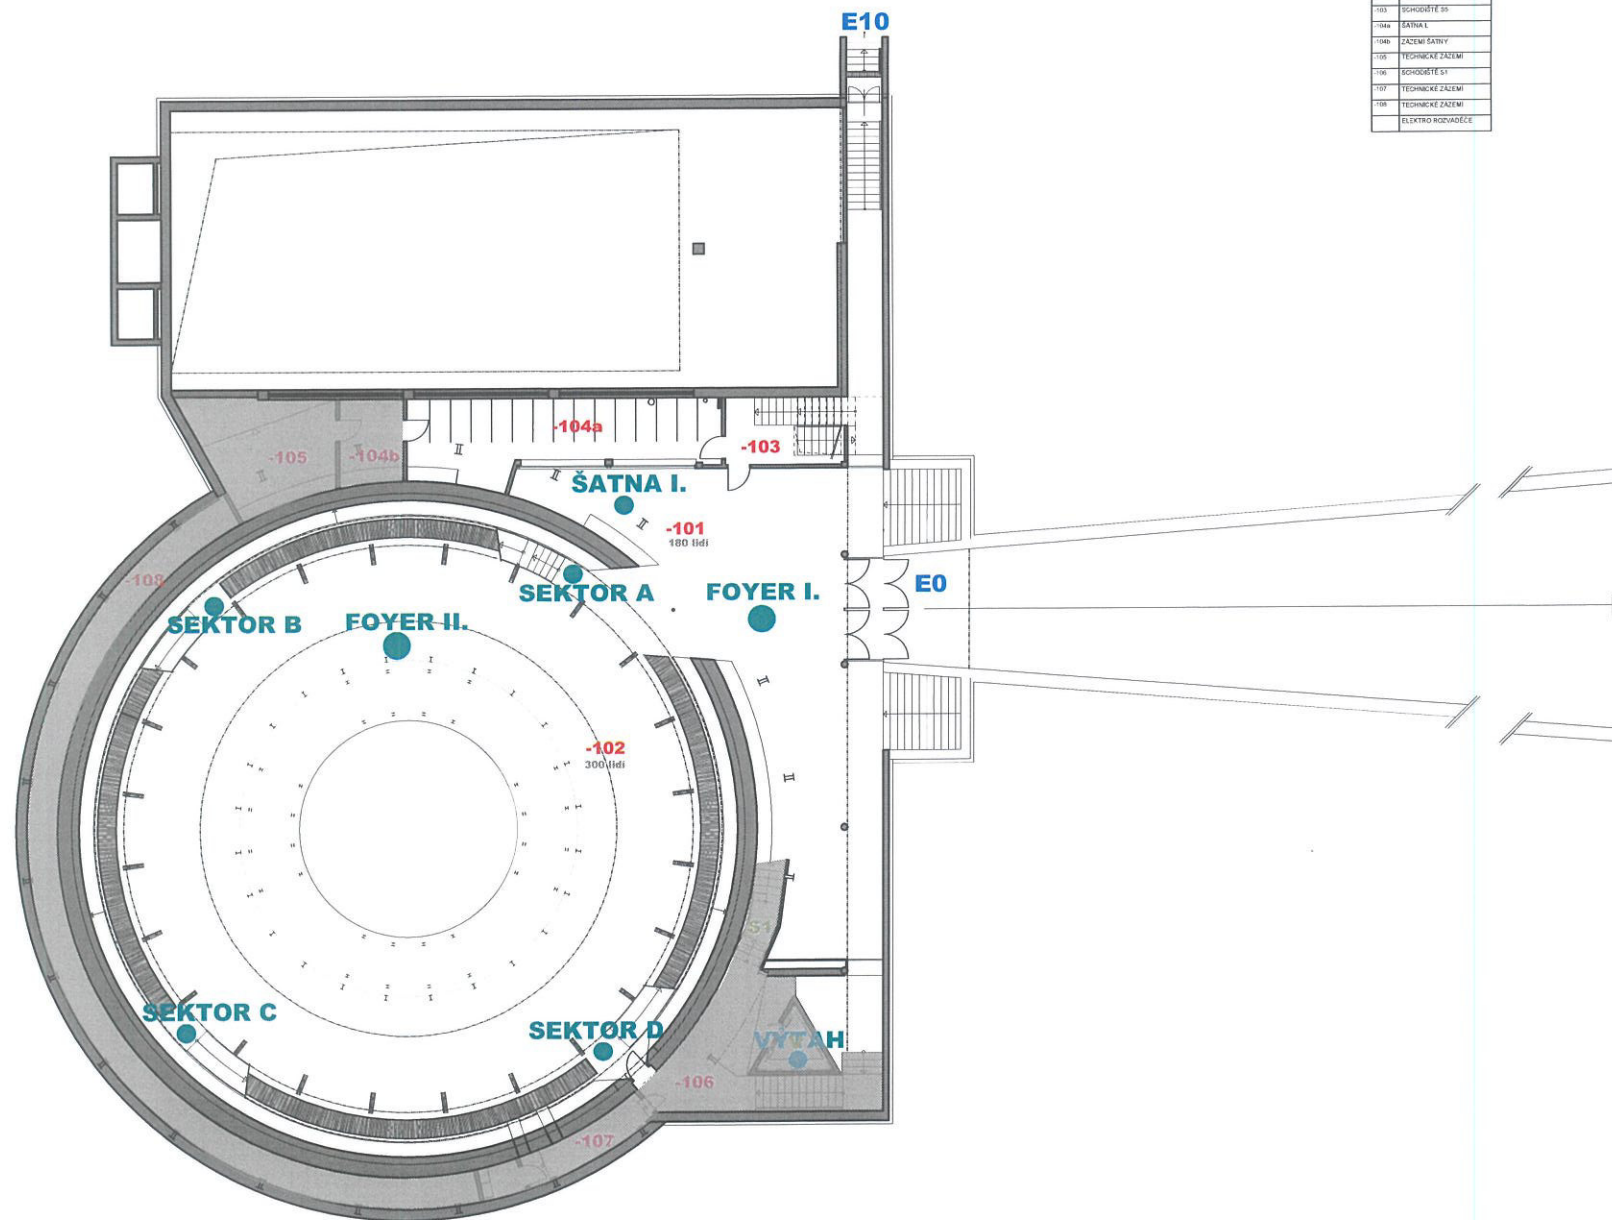 E10
-103 SCHODIŠTĚ S5
-104a ŠATNA I.
-104b ZÁZEMÍ ŠATNY
-105 TECHNICKÉ ZÁZEMÍ
-106 SCHODIŠTĚ S1
-107 TECHNICKÉ ZÁZEMÍ
-108 TECHNICKÉ ZÁZEMÍ
ELEKTRO ROZVADĚČE
-104a
-103
-105
-104b
ŠATNA I.
-101
180 lidí
-108
SEKTOR A
FOYER I.
E0
SEKTOR B
FOYER II.
-102
300 lidí
S1
SEKTOR C
SEKTOR D
VÝTAH
-106
-107